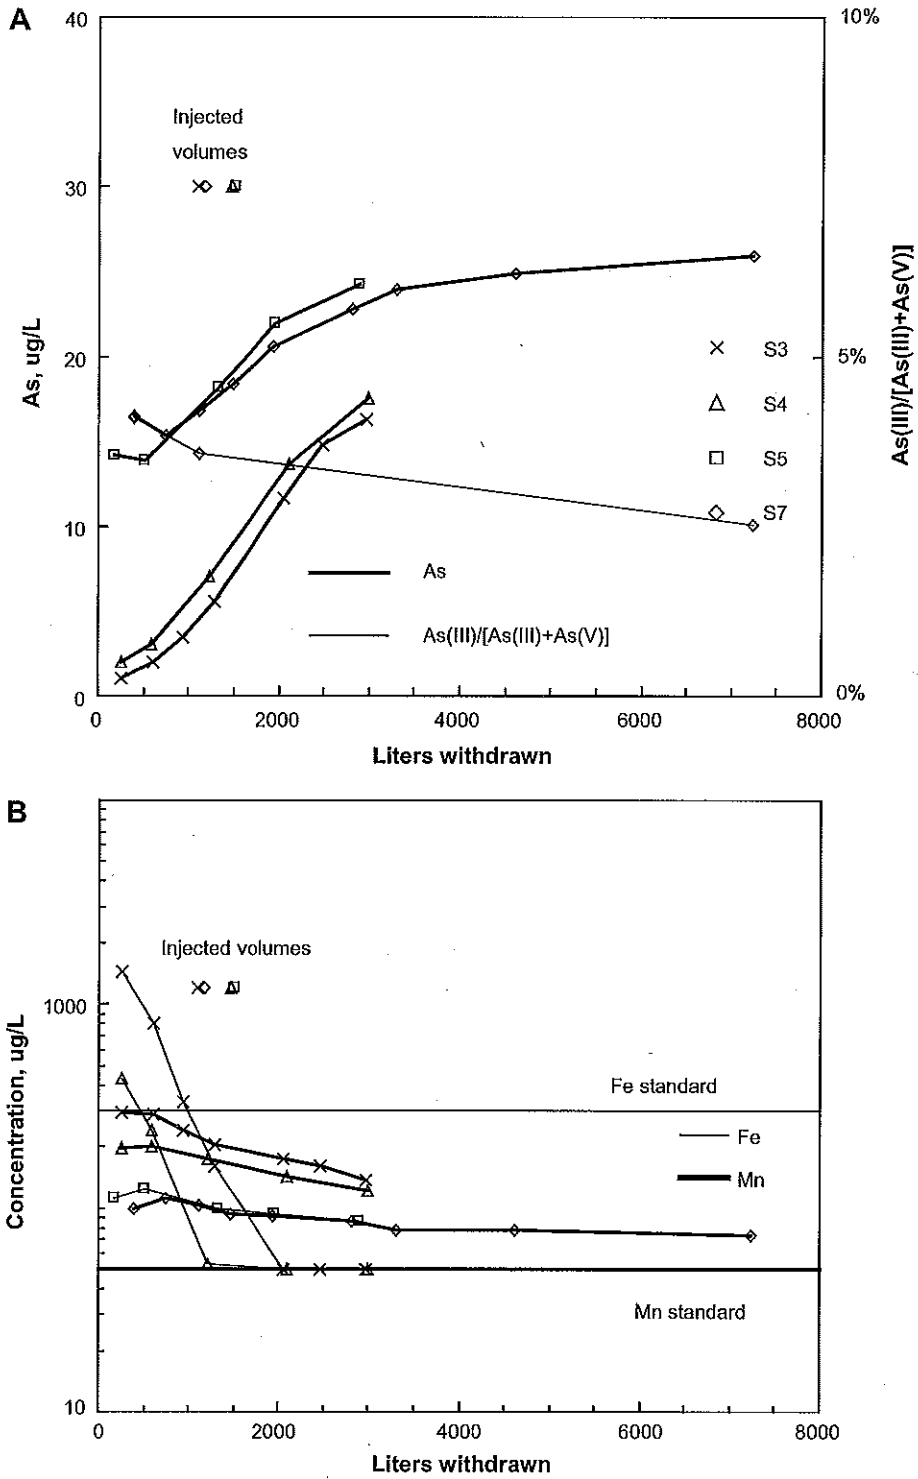 A
40
10%
Injected
volumes
30
As, ug/L
As(III)/[As(III)+As(V)]
20
5%
S3
S4
S5
S7
10
As
As(III)/[As(III)+As(V)]
0
0%
0 2000 4000 6000 8000
Liters withdrawn
B
Injected volumes
1000
Concentration, ug/L
Fe standard
Fe
Mn
Mn standard
10
0 2000 4000 6000 8000
Liters withdrawn